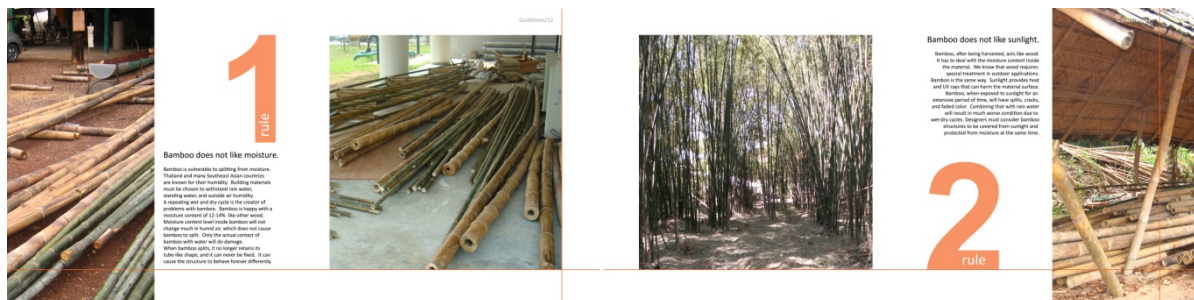 Guidelines/22
1
rule
Bamboo does not like moisture.
Bamboo is vulnerable to splitting from moisture.
Thailand and many Southeast Asian countries
are known for their humidity. Building materials
must be chosen to withstand rain water,
standing water, and outside air humidity.
A repeating wet and dry cycle is the creator of
problems with bamboo. Bamboo is happy with a
moisture content of 12-14% like other wood.
Moisture content level inside bamboo will not
change much in humid air, which does not cause
bamboo to split. Only the actual contact of
bamboo with water will do damage.
When bamboo splits, it no longer retains its
tube-like shape, and it can never be fixed. It can
cause the structure to behave forever differently.
Bamboo does not like sunlight.
Bamboo, after being harvested, acts like wood.
It has to deal with the moisture content inside
the material. We know that wood requires
special treatment in outdoor applications.
Bamboo is the same way. Sunlight provides heat
and UV rays that can harm the material surface.
Bamboo, when exposed to sunlight for an
extensive period of time, will have splits, cracks,
and faded color. Combining that with rain water
will result in much worse condition due to
wet-dry cycles. Designers must consider bamboo
structures to be covered from sunlight and
protected from moisture at the same time.
2
rule